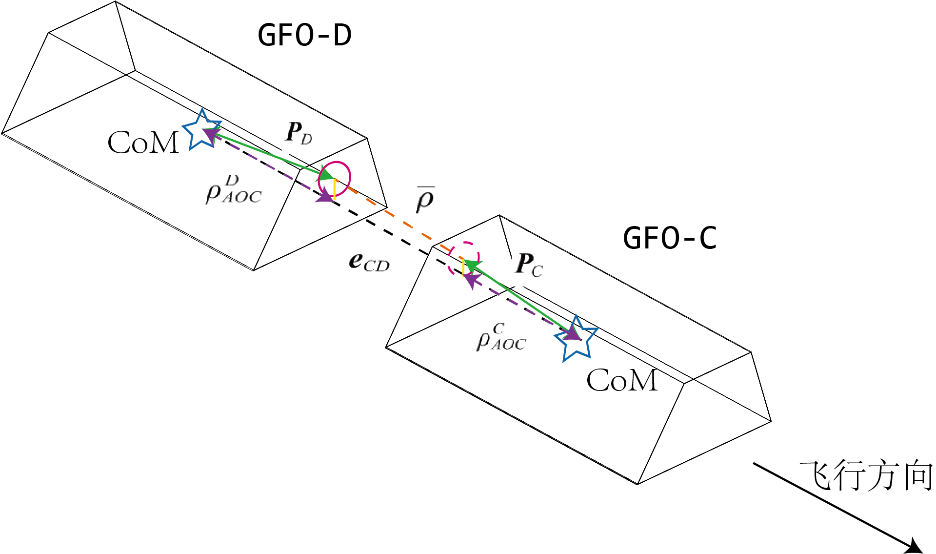 GFO-D
CoM
P_D
ρ^D_AOC
ρ̅
GFO-C
e_CD
P_C
ρ^C_AOC
CoM
飞行方向